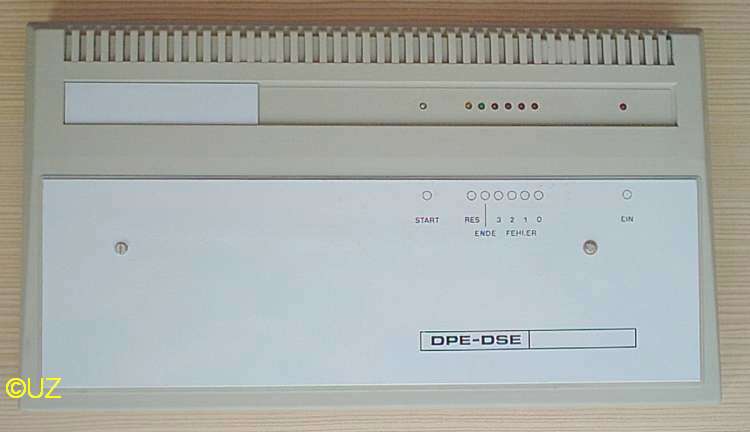 START RES 3 2 1 0 EIN
ENDE FEHLER
DPE-DSE
©UZ